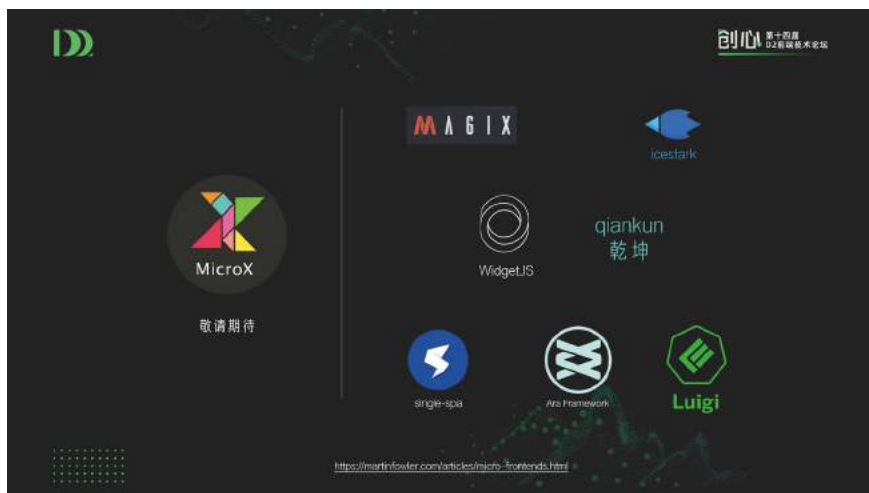 D2
创心 第十四届
D2前端技术论坛
MAGIX
icestark
MicroX
敬请期待
WidgetJS
qiankun
乾坤
single-spa
Ara Framework
Luigi
https://martinfowler.com/articles/micro-frontends.html